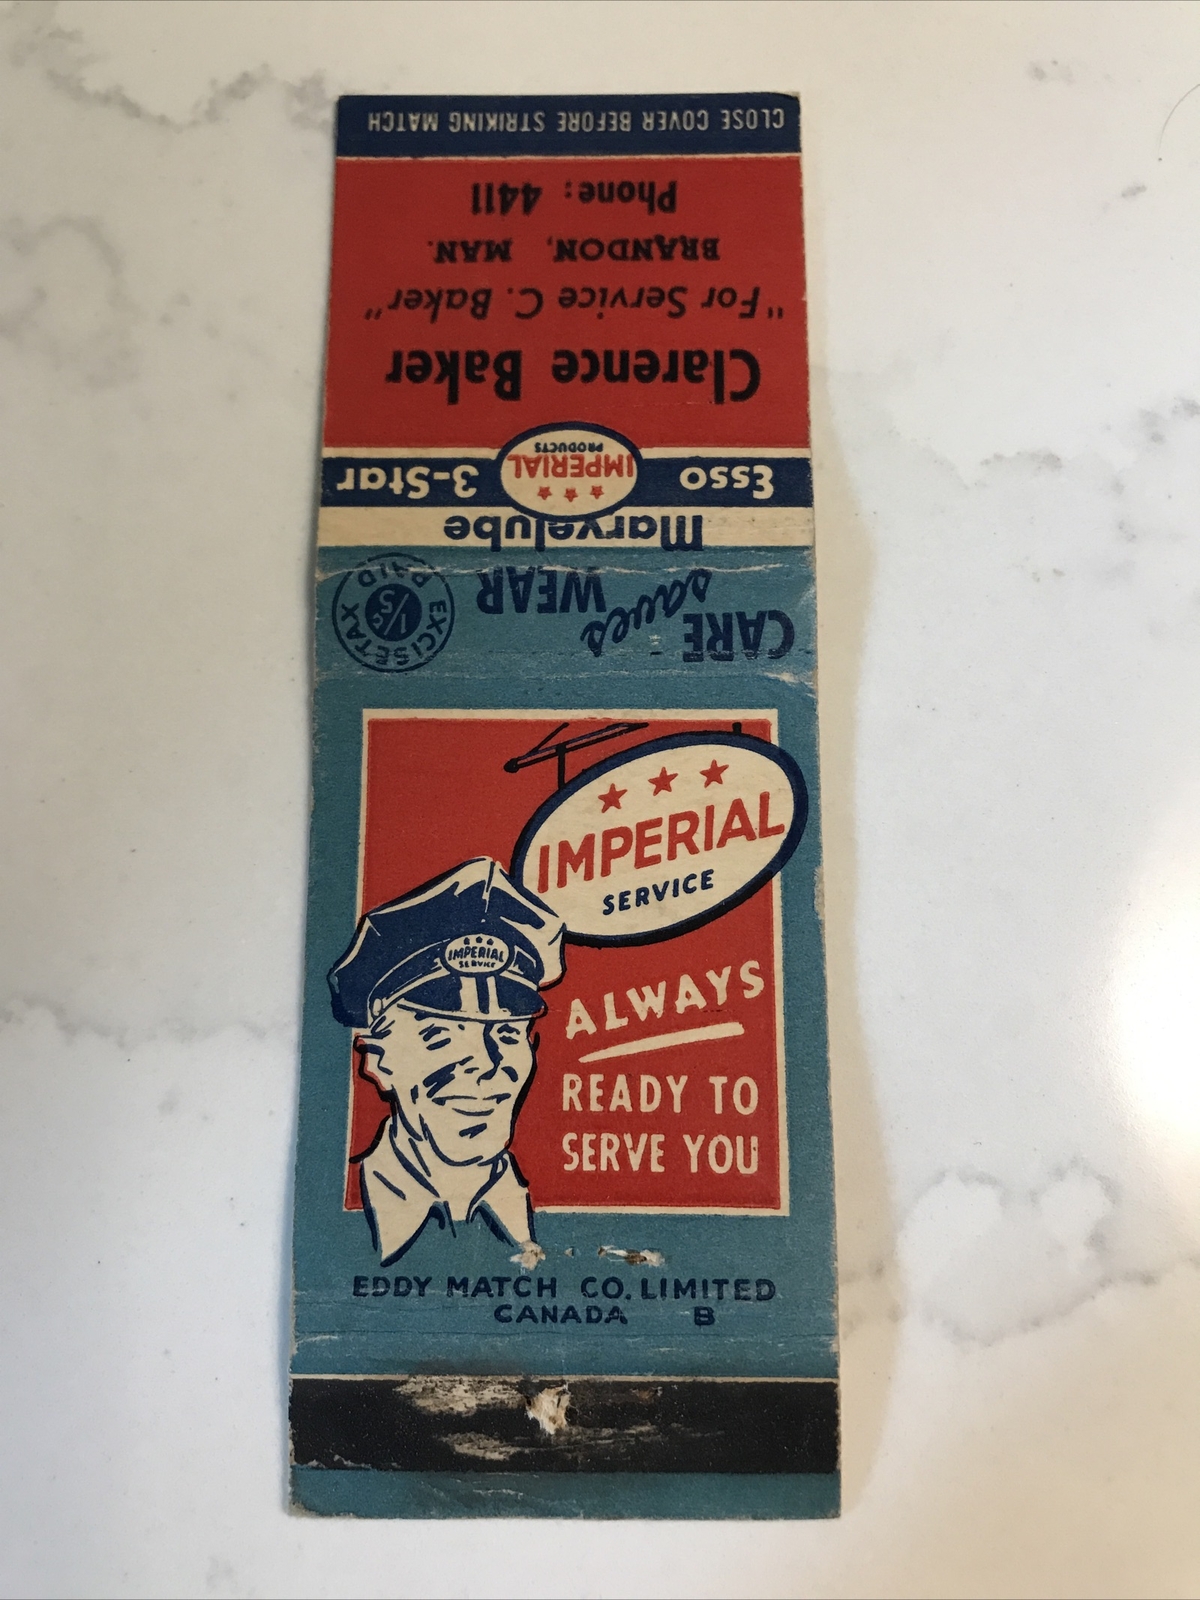 CLOSE COVER BEFORE STRIKING MATCH
Phone: 4411
BRANDON, MAN.
"For Service C. Baker"
Clarence Baker
Esso IMPERIAL PRODUCTS 3-Star
Marvelube
CARE saves WEAR
EXCISE TAX PAID 1/5 ¢
IMPERIAL
SERVICE
IMPERIAL
SERVICE
ALWAYS
READY TO
SERVE YOU
EDDY MATCH CO. LIMITED
CANADA B